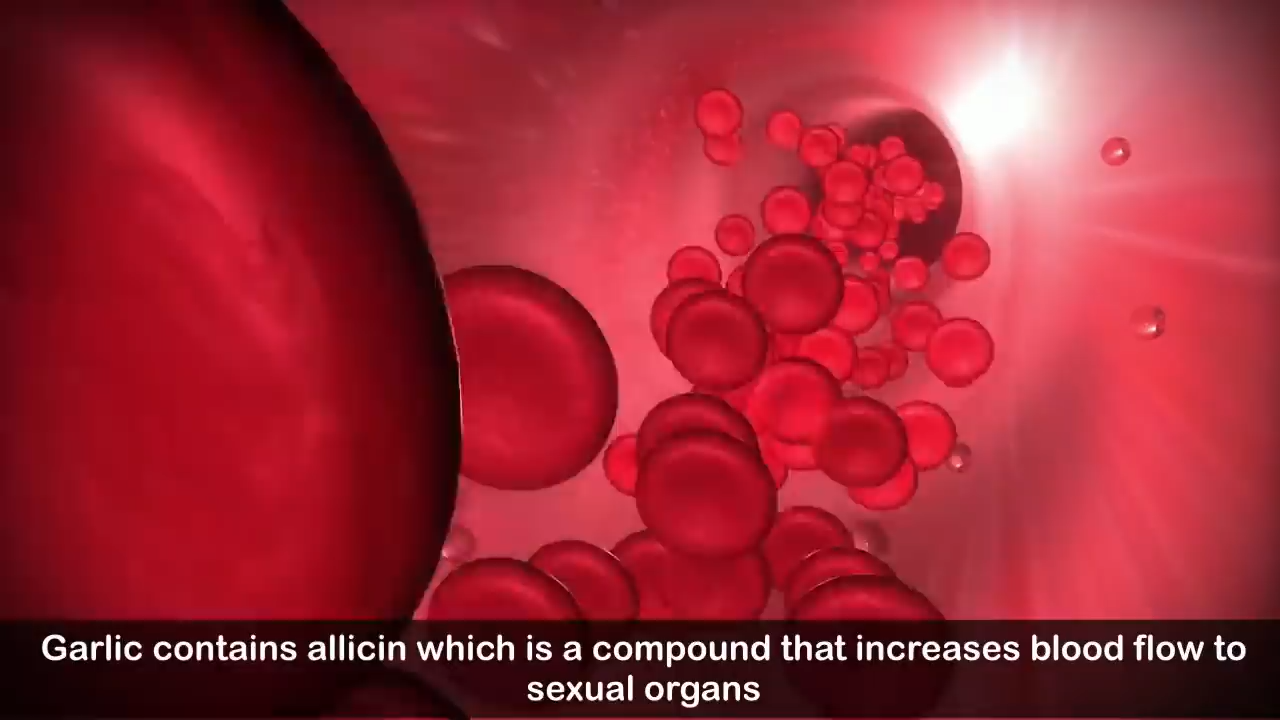 Garlic contains allicin which is a compound that increases blood flow to
sexual organs